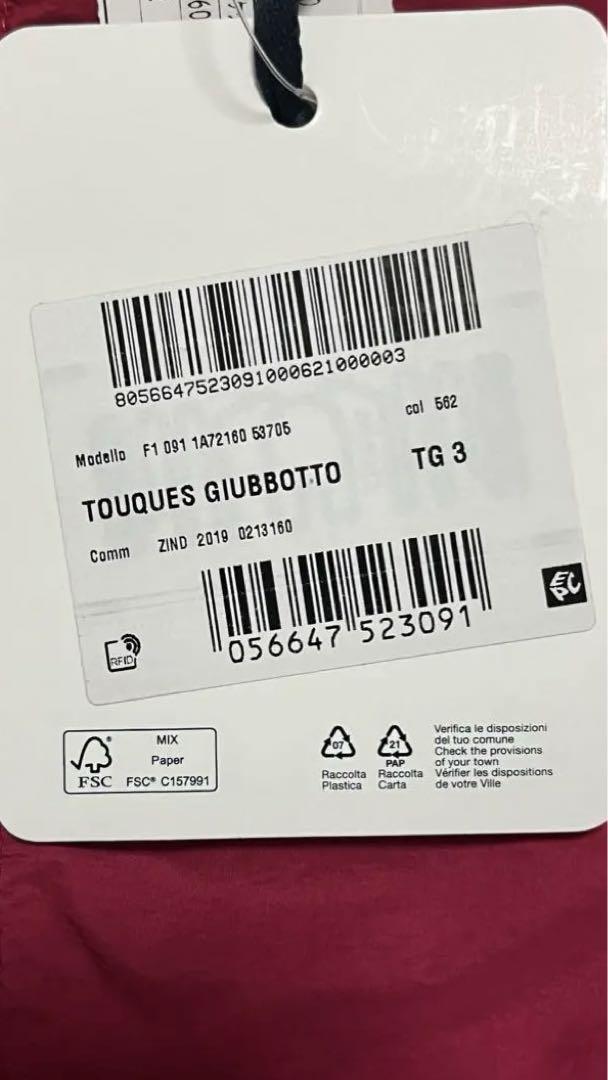 8056647523091000621000003
Modello F1 091 1A72160 53705
col 562
TOUQUES GIUBBOTTO
TG 3
Comm ZIND 2019 0213160
056647 523091
RFID
EPC
MIX
Paper
FSC FSC® C157991
07
21
PAP
Raccolta
Plastica
Raccolta
Carta
Verifica le disposizioni
del tuo comune
Check the provisions
of your town
Vérifier les dispositions
de votre Ville